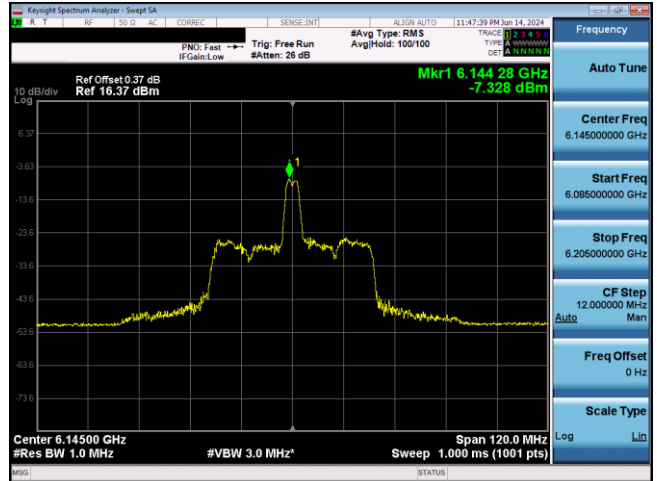 Keysight Spectrum Analyzer - Swept SA
R T RF 50 Ω AC CORREC SENSE:INT ALIGN AUTO 11:47:39 PM Jun 14, 2024
#Avg Type: RMS TRACE 1 2 3 4 5 6
PNO: Fast Trig: Free Run Avg|Hold: 100/100 TYPE A WWWWW
IFGain:Low #Atten: 26 dB DET A N N N N N
Ref Offset 0.37 dB Mkr1 6.144 28 GHz
10 dB/div Ref 16.37 dBm -7.328 dBm
Log
6.37
-3.63
1
-13.6
-23.6
-33.6
-43.6
-53.6
-63.6
-73.6
Center 6.14500 GHz Span 120.0 MHz
#Res BW 1.0 MHz #VBW 3.0 MHz* Sweep 1.000 ms (1001 pts)
MSG STATUS
Frequency
Auto Tune
Center Freq
6.145000000 GHz
Start Freq
6.085000000 GHz
Stop Freq
6.205000000 GHz
CF Step
12.000000 MHz
Auto Man
Freq Offset
0 Hz
Scale Type
Log Lin